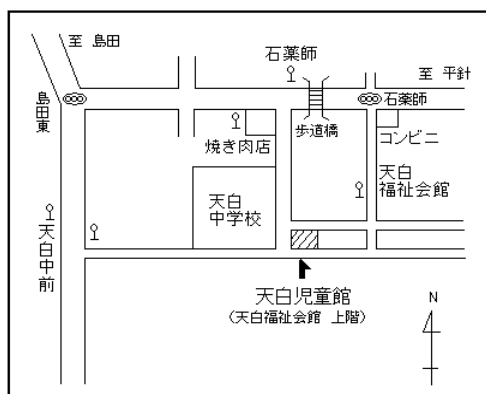 至 島田
石薬師
至 平針
島田東
石薬師
歩道橋
コンビニ
焼き肉店
天白
福祉会館
天白
中学校
天白中前
天白児童館
(天白福祉会館 上階)
N